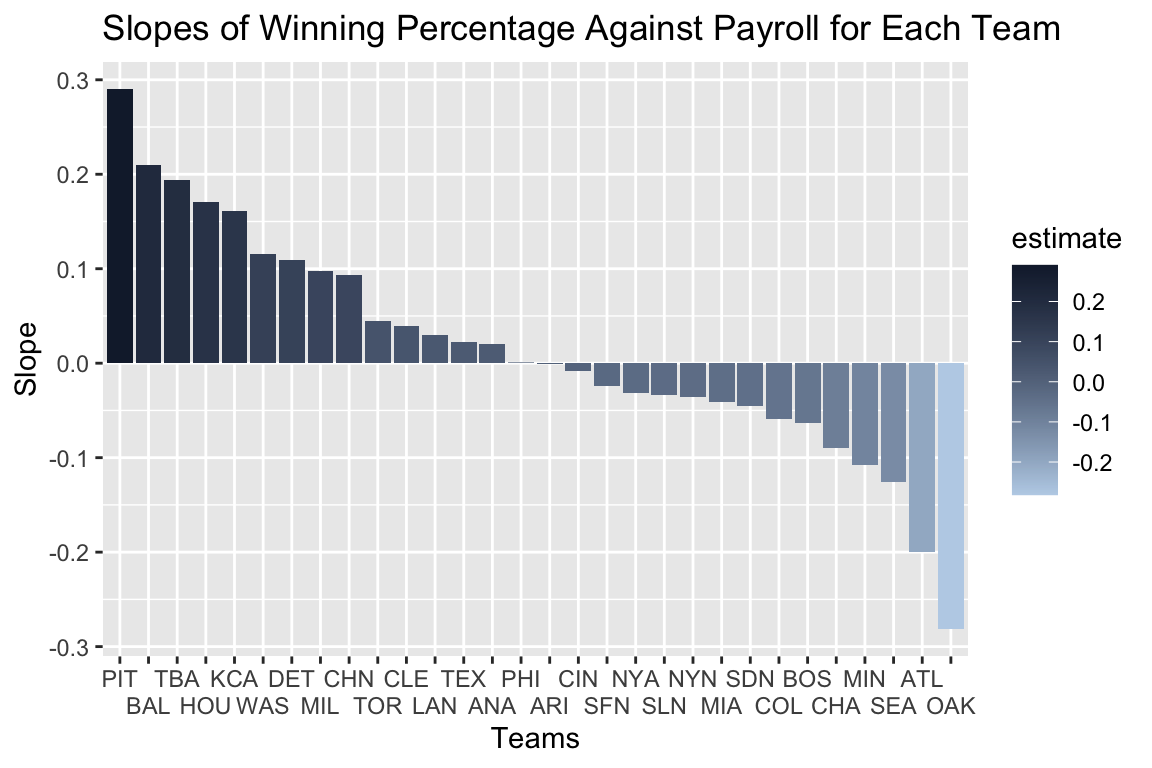 Slopes of Winning Percentage Against Payroll for Each Team
0.3
0.2
0.1
0.0
-0.1
-0.2
-0.3
Slope
PIT TBA KCA DET CHN CLE TEX PHI CIN NYA NYN SDN BOS MIN ATL
BAL HOU WAS MIL TOR LAN ANA ARI SFN SLN MIA COL CHA SEA OAK
Teams
estimate
0.2
0.1
0.0
-0.1
-0.2